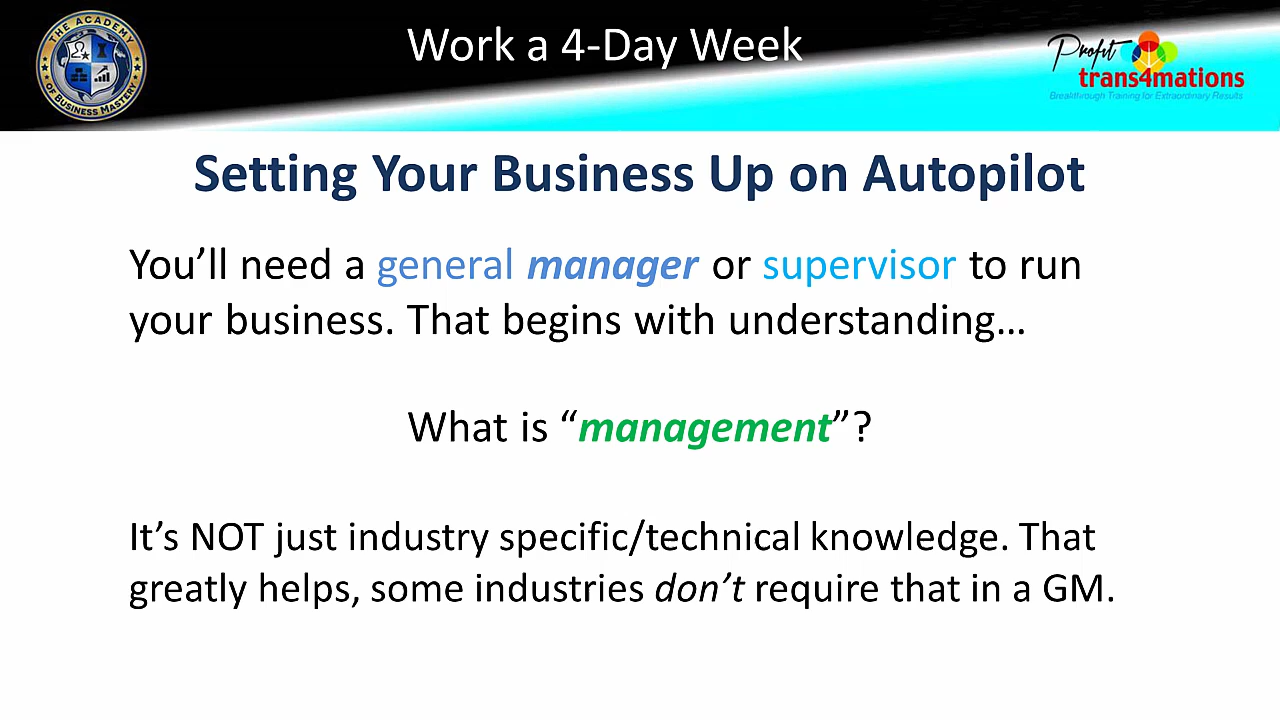 THE ACADEMY
OF BUSINESS MASTERY
Work a 4-Day Week
Profit
trans4mations
Breakthrough Training for Extraordinary Results
Setting Your Business Up on Autopilot
You’ll need a general manager or supervisor to run
your business. That begins with understanding…
What is “management”?
It’s NOT just industry specific/technical knowledge. That
greatly helps, some industries don’t require that in a GM.